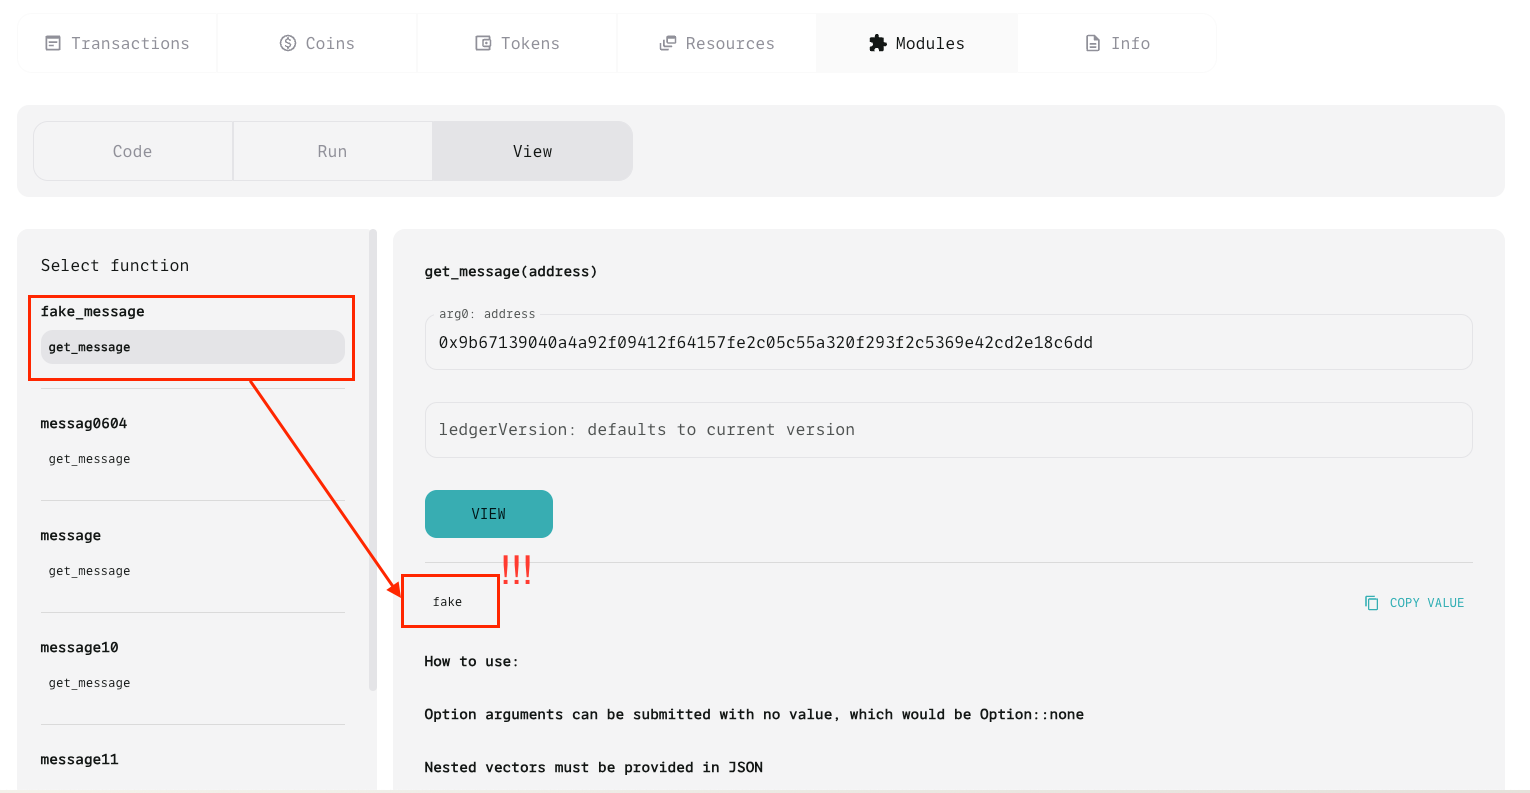 Transactions
Coins
Tokens
Resources
Modules
Info
Code
Run
View
Select function
fake_message
get_message
messag0604
get_message
message
get_message
message10
get_message
message11
get_message(address)
arg0: address
0x9b67139040a4a92f09412f64157fe2c05c55a320f293f2c5369e42cd2e18c6dd
ledgerVersion: defaults to current version
VIEW
!!!
fake
COPY VALUE
How to use:
Option arguments can be submitted with no value, which would be Option::none
Nested vectors must be provided in JSON